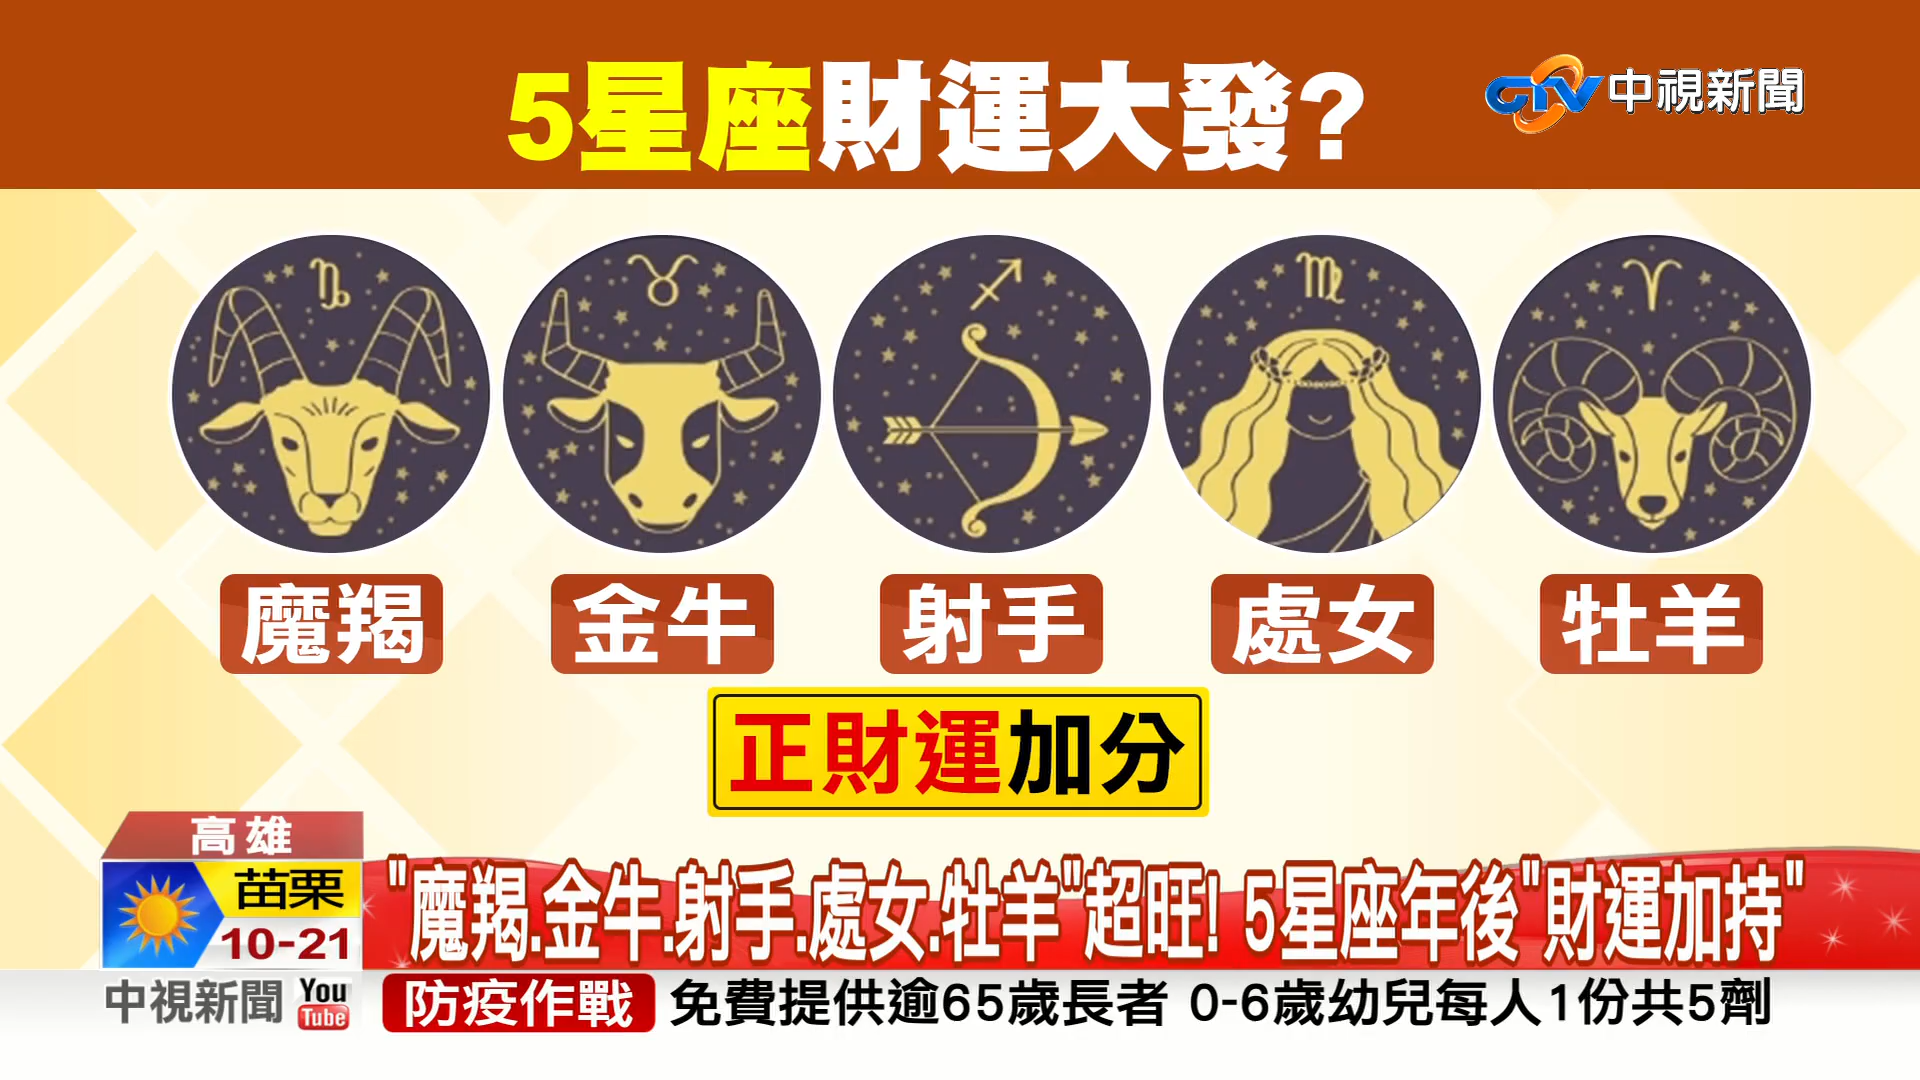 5星座財運大發?
CTV中視新聞
魔羯
金牛
射手
處女
牡羊
正財運加分
高雄
苗栗
10-21
"魔羯.金牛.射手.處女.牡羊"超旺! 5星座年後"財運加持"
中視新聞 You Tube
防疫作戰 免費提供逾65歲長者 0-6歲幼兒每人1份共5劑